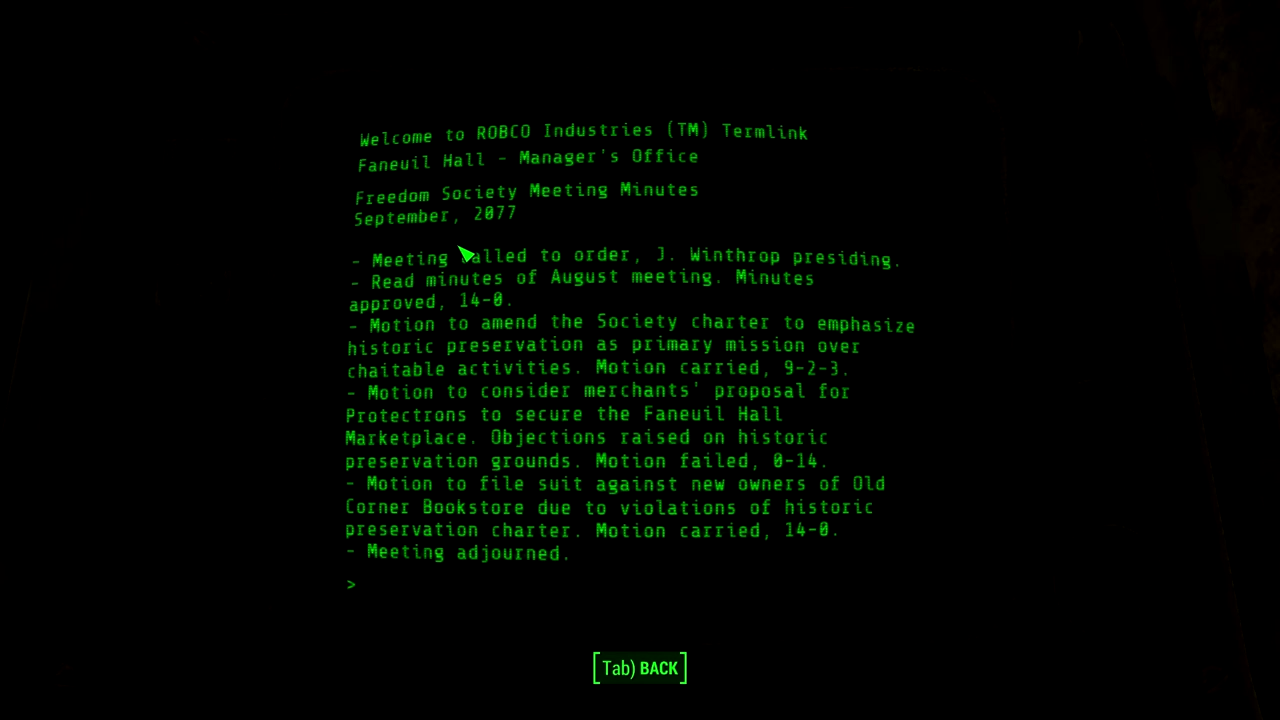 Welcome to ROBCO Industries (TM) Termlink
Faneuil Hall - Manager's Office
Freedom Society Meeting Minutes
September, 2077
- Meeting called to order, J. Winthrop presiding.
- Read minutes of August meeting. Minutes
approved, 14-0.
- Motion to amend the Society charter to emphasize
historic preservation as primary mission over
chaitable activities. Motion carried, 9-2-3.
- Motion to consider merchants' proposal for
Protectrons to secure the Faneuil Hall
Marketplace. Objections raised on historic
preservation grounds. Motion failed, 0-14.
- Motion to file suit against new owners of Old
Corner Bookstore due to violations of historic
preservation charter. Motion carried, 14-0.
- Meeting adjourned.
>
Tab) BACK